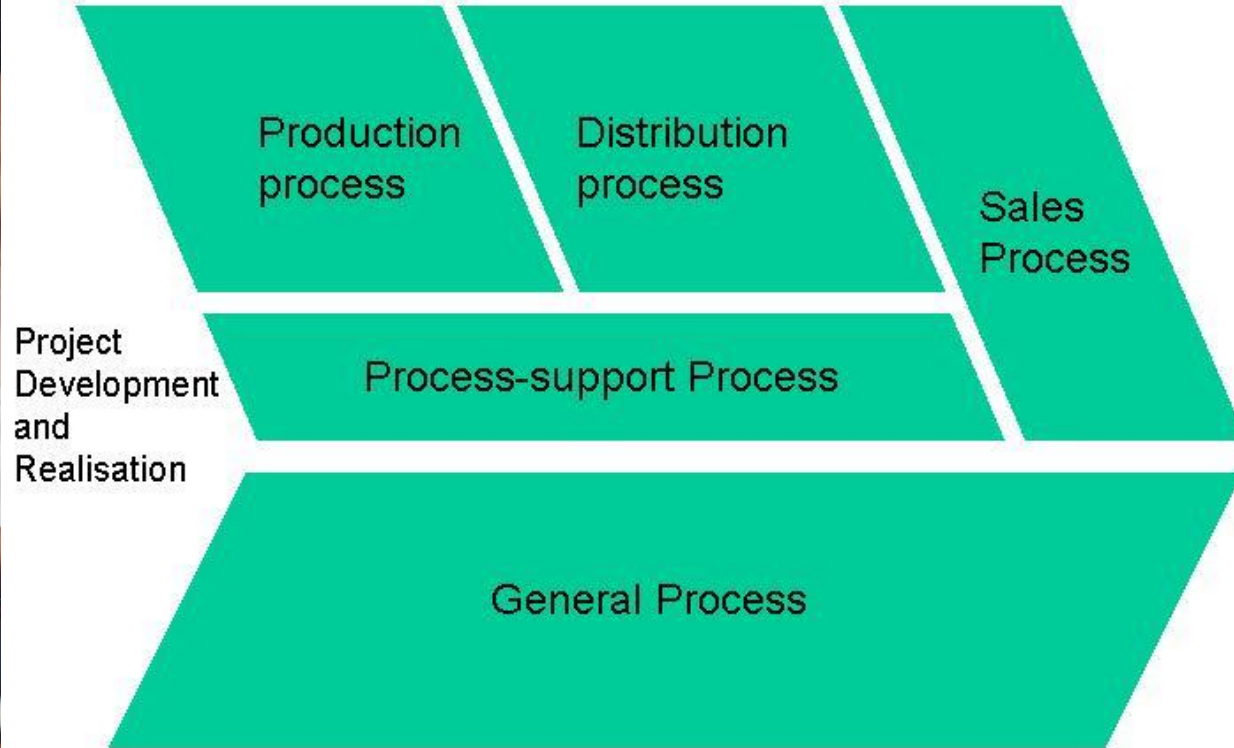 Production
process
Distribution
process
Sales
Process
Project
Development
and
Realisation
Process-support Process
General Process